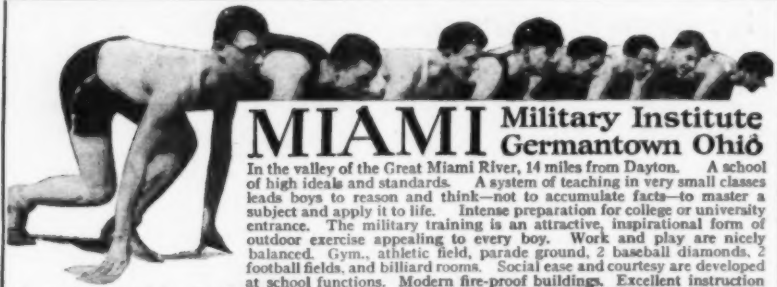 MIAMI Military Institute
Germantown Ohio
In the valley of the Great Miami River, 14 miles from Dayton. A school
of high ideals and standards. A system of teaching in very small classes
leads boys to reason and think—not to accumulate facts—to master a
subject and apply it to life. Intense preparation for college or university
entrance. The military training is an attractive, inspirational form of
outdoor exercise appealing to every boy. Work and play are nicely
balanced. Gym., athletic field, parade ground, 2 baseball diamonds, 2
football fields, and billiard rooms. Social ease and courtesy are developed
at school functions. Modern fire-proof buildings. Excellent instruction